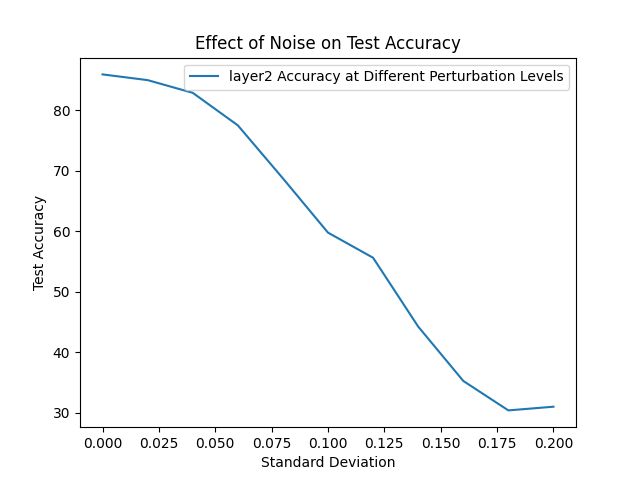 Effect of Noise on Test Accuracy
layer2 Accuracy at Different Perturbation Levels
Test Accuracy
80
70
60
50
40
30
0.000 0.025 0.050 0.075 0.100 0.125 0.150 0.175 0.200
Standard Deviation